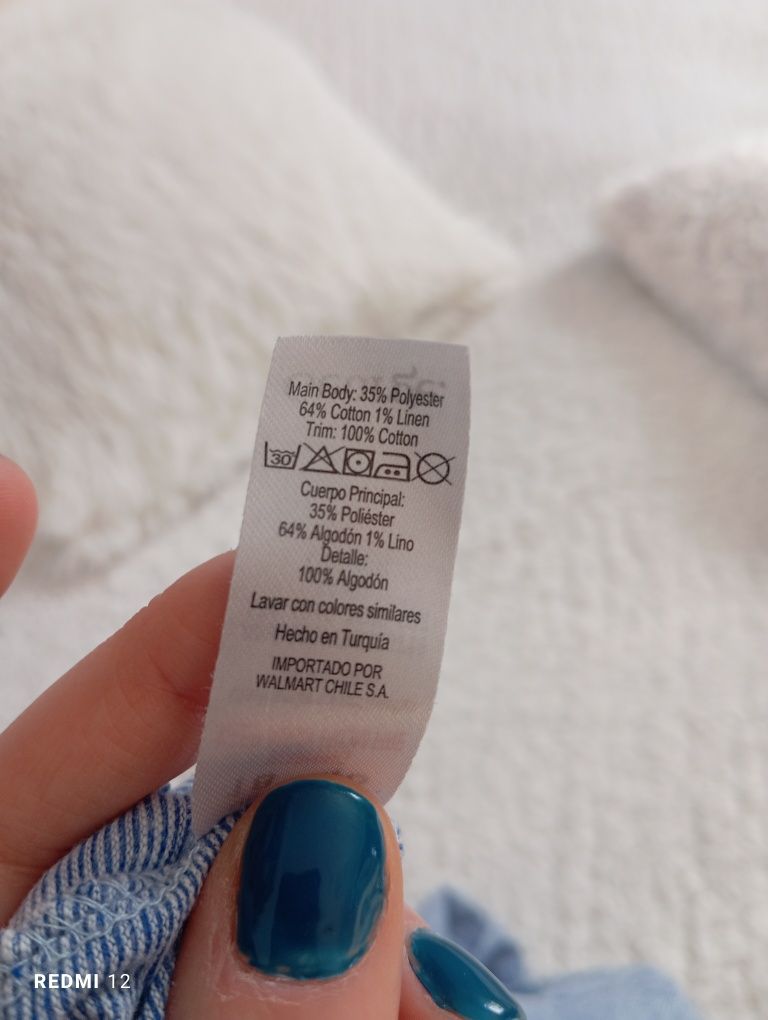 Main Body: 35% Polyester
64% Cotton 1% Linen
Trim: 100% Cotton
30
Cuerpo Principal:
35% Poliéster
64% Algodón 1% Lino
Detalle:
100% Algodón
Lavar con colores similares
Hecho en Turquía
IMPORTADO POR
WALMART CHILE S.A.
REDMI 12